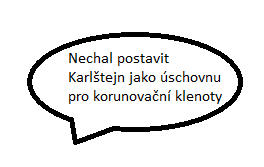 Nechal postavit
Karlštejn jako úschovnu
pro korunovační klenoty